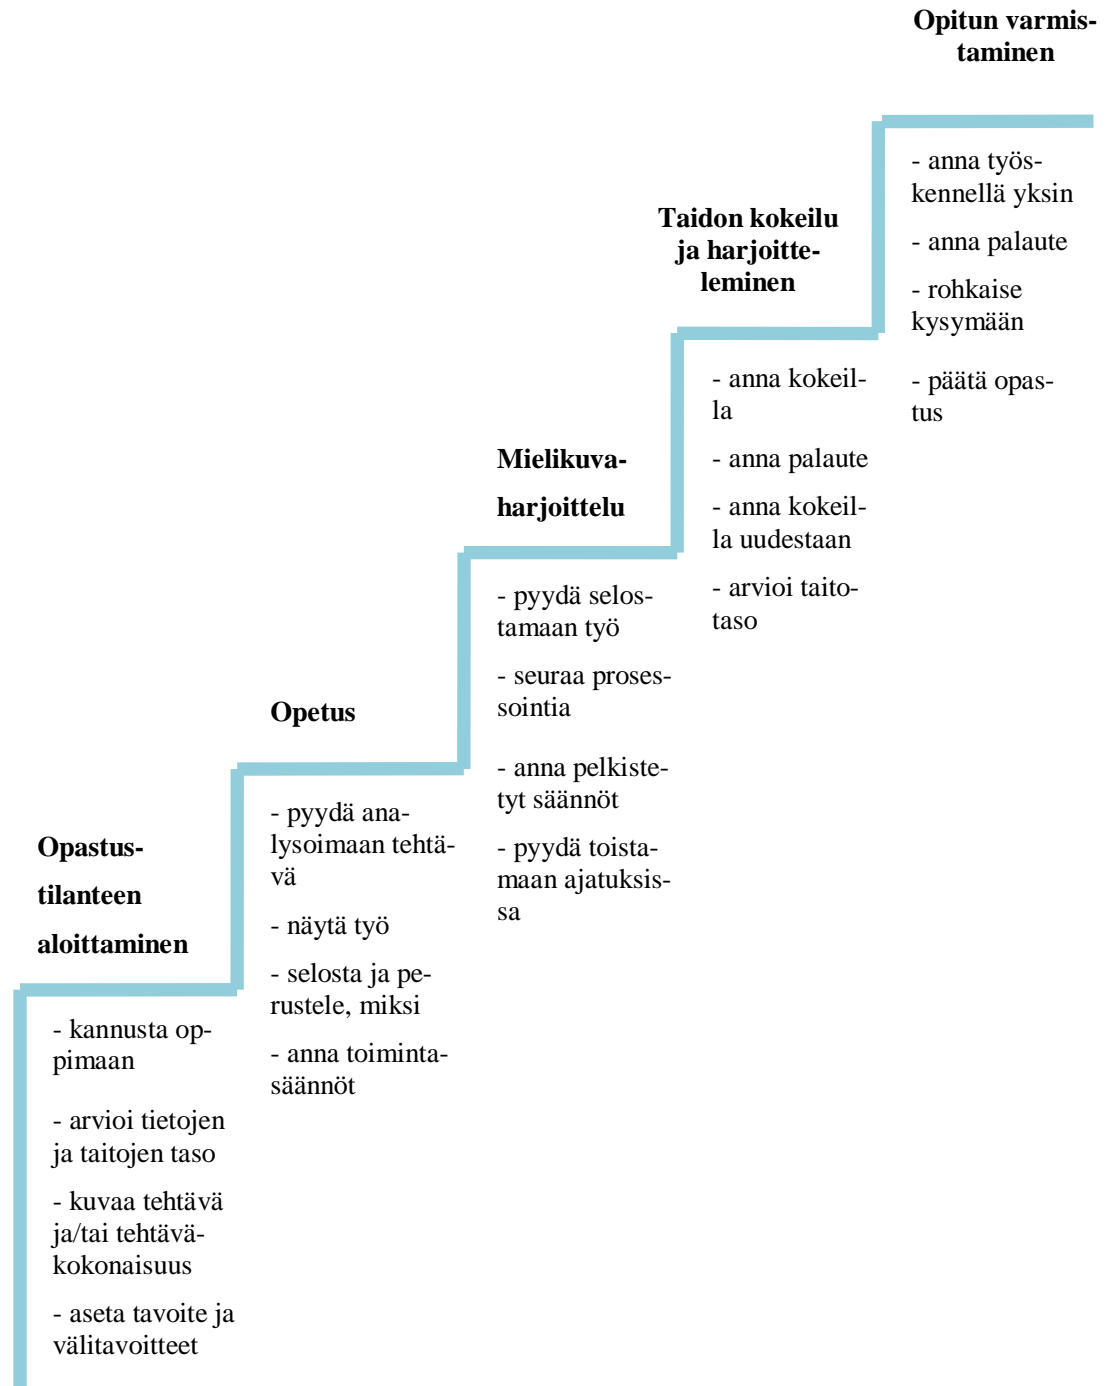 Opastus-
tilanteen
aloittaminen
- kannusta op-
pimaan
- arvioi tietojen
ja taitojen taso
- kuvaa tehtävä
ja/tai tehtävä-
kokonaisuus
- aseta tavoite ja
välitavoitteet
Opetus
- pyydä ana-
lysoimaan tehtä-
vä
- näytä työ
- selosta ja pe-
rustele, miksi
- anna toiminta-
säännöt
Mielikuva-
harjoittelu
- pyydä selos-
tamaan työ
- seuraa proses-
sointia
- anna pelkiste-
tyt säännöt
- pyydä toista-
maan ajatuksis-
sa
Taidon kokeilu
ja harjoitte-
leminen
- anna kokeil-
la
- anna palaute
- anna kokeil-
la uudestaan
- arvioi taito-
taso
Opitun varmis-
taminen
- anna työs-
kennellä yksin
- anna palaute
- rohkaise
kysymään
- päätä opas-
tus